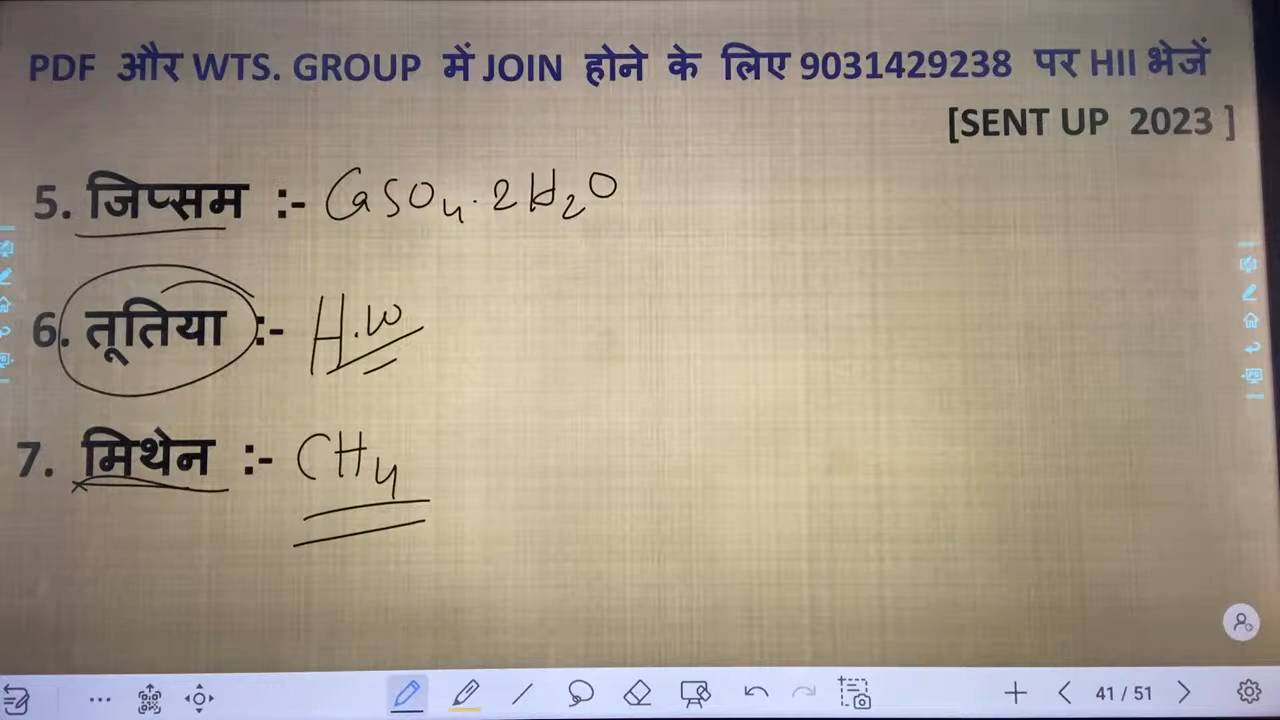 PDF और WTS. GROUP में JOIN होने के लिए 9031429238 पर HII भेजें
[SENT UP 2023 ]
5. जिप्सम :- CaSO4.2H2O
6. तूतिया :- H.W
7. मिथेन :- CH4
41 / 51